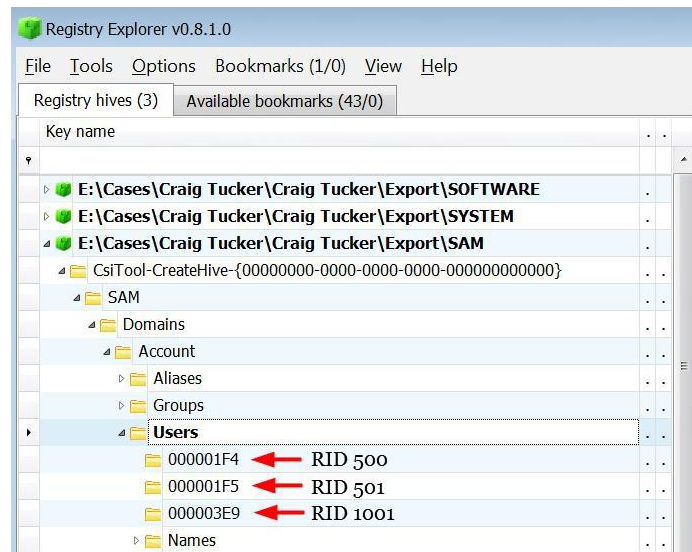 Registry Explorer v0.8.1.0
File Tools Options Bookmarks (1/0) View Help
Registry hives (3) Available bookmarks (43/0)
Key name
E:\Cases\Craig Tucker\Craig Tucker\Export\SOFTWARE
E:\Cases\Craig Tucker\Craig Tucker\Export\SYSTEM
E:\Cases\Craig Tucker\Craig Tucker\Export\SAM
CsiTool-CreateHive-{00000000-0000-0000-0000-000000000000}
SAM
Domains
Account
Aliases
Groups
Users
000001F4 RID 500
000001F5 RID 501
000003E9 RID 1001
Names